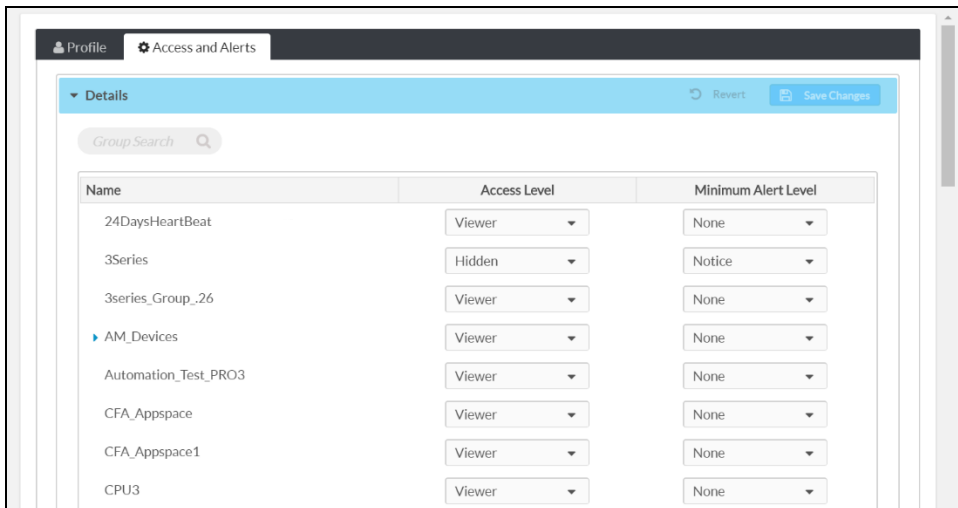 Profile Access and Alerts
Details Revert Save Changes
Group Search
Name Access Level Minimum Alert Level
24DaysHeartBeat Viewer None
3Series Hidden Notice
3series_Group_.26 Viewer None
AM_Devices Viewer None
Automation_Test_PRO3 Viewer None
CFA_Appspace Viewer None
CFA_Appspace1 Viewer None
CPU3 Viewer None